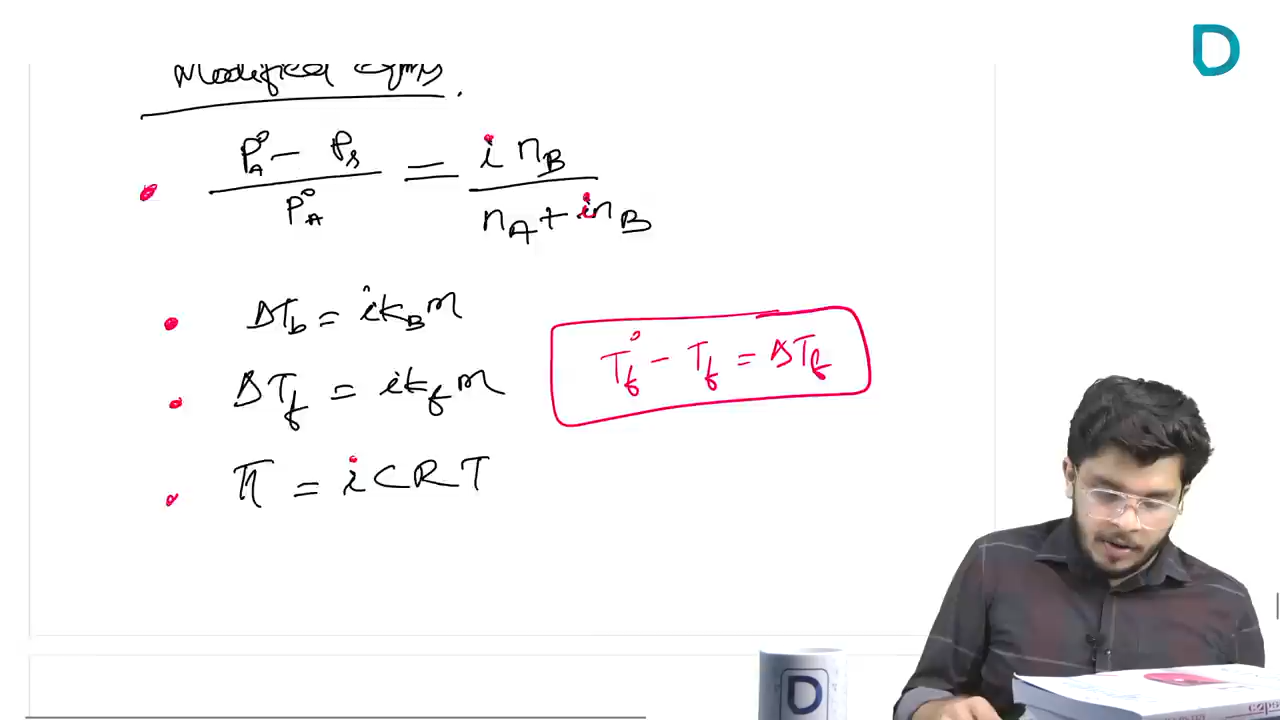 D
Modified eqns.
• (P°A − Ps) / P°A = i nB / (nA + i nB)
• ΔTb = i kB m
T°f − Tf = ΔTf
• ΔTf = i kf m
• π = i C R T
D